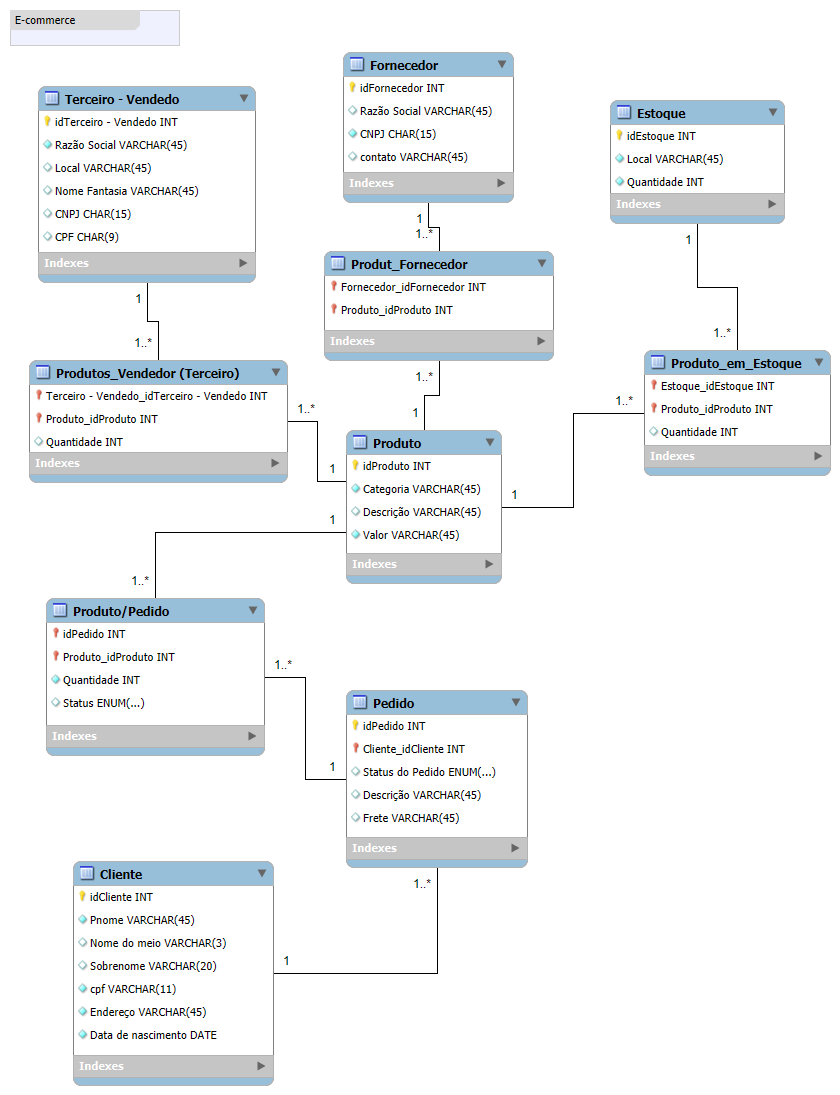 E-commerce
Fornecedor
idFornecedor INT
Razão Social VARCHAR(45)
CNPJ CHAR(15)
contato VARCHAR(45)
Indexes
Terceiro - Vendedo
idTerceiro - Vendedo INT
Razão Social VARCHAR(45)
Local VARCHAR(45)
Nome Fantasia VARCHAR(45)
CNPJ CHAR(15)
CPF CHAR(9)
Indexes
Estoque
idEstoque INT
Local VARCHAR(45)
Quantidade INT
Indexes
1
1..*
1
1..*
1
1..*
Produt_Fornecedor
Fornecedor_idFornecedor INT
Produto_idProduto INT
Indexes
Produtos_Vendedor (Terceiro)
Terceiro - Vendedo_idTerceiro - Vendedo INT
Produto_idProduto INT
Quantidade INT
Indexes
Produto_em_Estoque
Estoque_idEstoque INT
Produto_idProduto INT
Quantidade INT
Indexes
1..*
1
1..*
1
1..*
1
Produto
idProduto INT
Categoria VARCHAR(45)
Descrição VARCHAR(45)
Valor VARCHAR(45)
Indexes
1
1..*
Produto/Pedido
idPedido INT
Produto_idProduto INT
Quantidade INT
Status ENUM(...)
Indexes
1..*
1
Pedido
idPedido INT
Cliente_idCliente INT
Status do Pedido ENUM(...)
Descrição VARCHAR(45)
Frete VARCHAR(45)
Indexes
1..*
1
Cliente
idCliente INT
Pnome VARCHAR(45)
Nome do meio VARCHAR(3)
Sobrenome VARCHAR(20)
cpf VARCHAR(11)
Endereço VARCHAR(45)
Data de nascimento DATE
Indexes